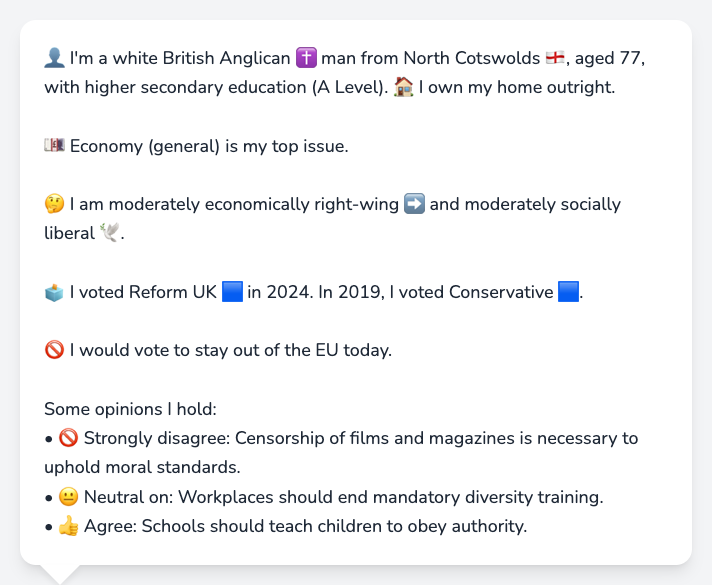 👤 I'm a white British Anglican ✝️ man from North Cotswolds 🏴󠁧󠁢󠁥󠁮󠁧󠁿, aged 77,
with higher secondary education (A Level). 🏠 I own my home outright.
💷 Economy (general) is my top issue.
🤔 I am moderately economically right-wing ➡️ and moderately socially
liberal 🕊️.
🗳️ I voted Reform UK 🟦 in 2024. In 2019, I voted Conservative 🟦.
🚫 I would vote to stay out of the EU today.
Some opinions I hold:
• 🚫 Strongly disagree: Censorship of films and magazines is necessary to
uphold moral standards.
• 😐 Neutral on: Workplaces should end mandatory diversity training.
• 👍 Agree: Schools should teach children to obey authority.